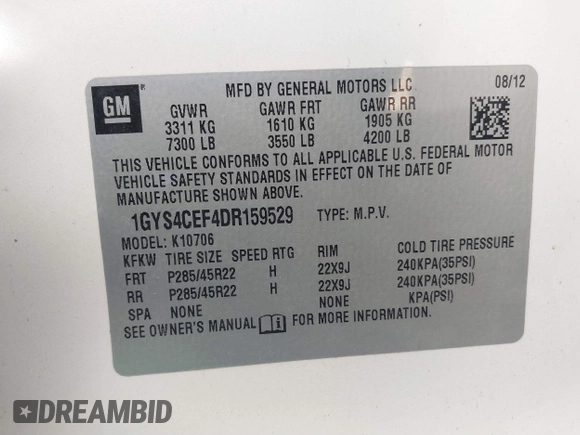 GM
MFD BY GENERAL MOTORS LLC
08/12
GVWR GAWR FRT GAWR RR
3311 KG 1610 KG 1905 KG
7300 LB 3550 LB 4200 LB
THIS VEHICLE CONFORMS TO ALL APPLICABLE U.S. FEDERAL MOTOR
VEHICLE SAFETY STANDARDS IN EFFECT ON THE DATE OF
MANUFACTURE SHOWN ABOVE.
1GYS4CEF4DR159529 TYPE: M.P.V.
MODEL: K10706
KFKW TIRE SIZE SPEED RTG RIM COLD TIRE PRESSURE
FRT P285/45R22 H 22X9J 240KPA(35PSI)
RR P285/45R22 H 22X9J 240KPA(35PSI)
SPA NONE NONE KPA(PSI)
SEE OWNER'S MANUAL FOR MORE INFORMATION.
DREAMBID